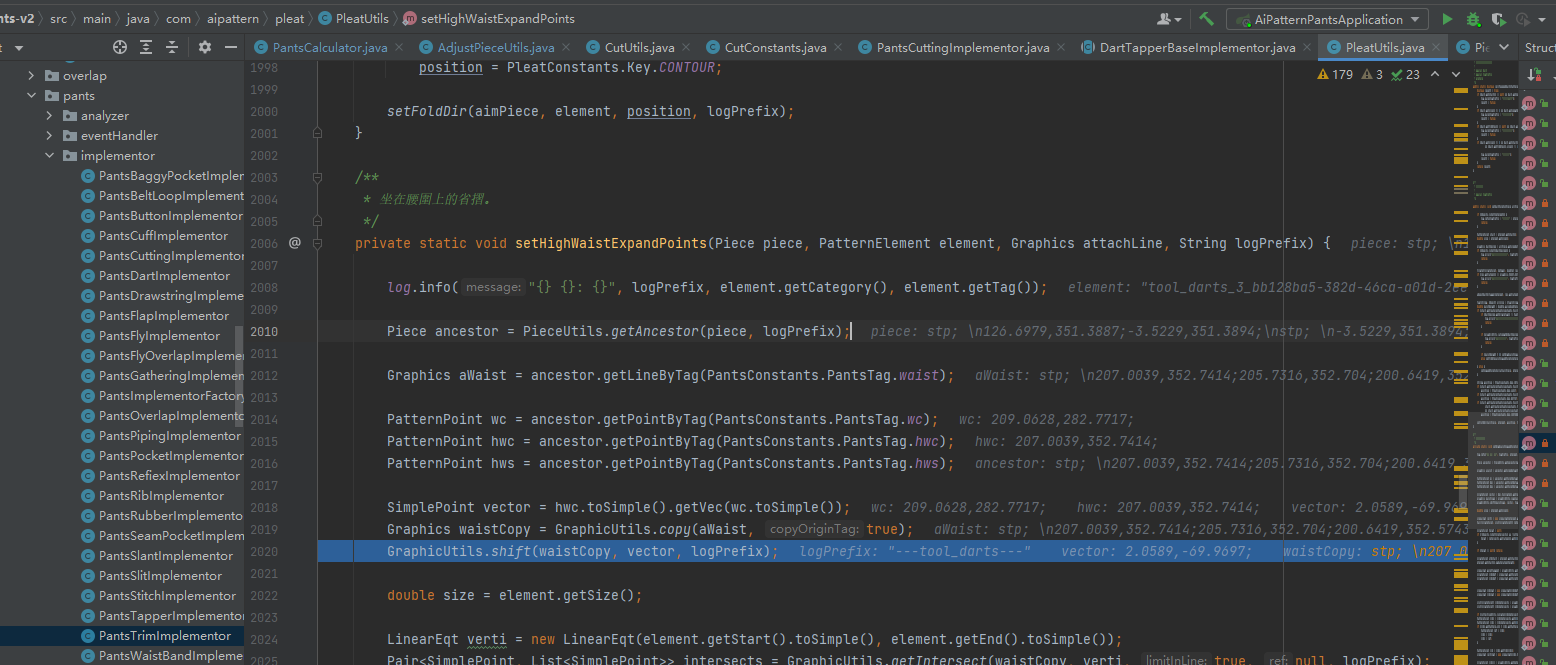 nts-v2 › src › main › java › com › aipattern › pleat › PleatUtils › setHighWaistExpandPoints
AiPatternPantsApplication
PantsCalculator.java AdjustPieceUtils.java CutUtils.java CutConstants.java PantsCuttingImplementor.java DartTapperBaseImplementor.java PleatUtils.java Pie Struct
179 3 23
overlap
pants
analyzer
eventHandler
implementor
PantsBaggyPocketImplen
PantsBeltLoopImplement
PantsButtonImplementor
PantsCuffImplementor
PantsCuttingImplementor
PantsDartImplementor
PantsDrawstringImpleme
PantsFlapImplementor
PantsFlyImplementor
PantsFlyOverlapImplemer
PantsGatheringImplemen
PantsImplementorFactory
PantsOverlapImplemento
PantsPipingImplementor
PantsPocketImplementor
PantsRefiexImplementor
PantsRibImplementor
PantsRubberImplemento
PantsSeamPocketImplem
PantsSlantImplementor
PantsSlitImplementor
PantsStitchImplementor
PantsTapperImplementor
PantsTrimImplementor
PantsWaistBandImpleme
1998 position = PleatConstants.Key.CONTOUR;
1999
2000 setFoldDir(aimPiece, element, position, logPrefix);
2001 }
2002
2003 /**
2004 * 坐在腰圍上的省摺。
2005 */
2006 @ private static void setHighWaistExpandPoints(Piece piece, PatternElement element, Graphics attachLine, String logPrefix) { piece: stp; \n1
2007
2008 log.info( message: "{} {}: {}", logPrefix, element.getCategory(), element.getTag()); element: "tool_darts_3_bb128ba5-382d-46ca-a01d-2ec
2009
2010 Piece ancestor = PieceUtils.getAncestor(piece, logPrefix); piece: stp; \n126.6979,351.3887;-3.5229,351.3894;\nstp; \n-3.5229,351.3894;
2011
2012 Graphics aWaist = ancestor.getLineByTag(PantsConstants.PantsTag.waist); aWaist: stp; \n207.0039,352.7414;205.7316,352.704;200.6419,352
2013
2014 PatternPoint wc = ancestor.getPointByTag(PantsConstants.PantsTag.wc); wc: 209.0628,282.7717;
2015 PatternPoint hwc = ancestor.getPointByTag(PantsConstants.PantsTag.hwc); hwc: 207.0039,352.7414;
2016 PatternPoint hws = ancestor.getPointByTag(PantsConstants.PantsTag.hws); ancestor: stp; \n207.0039,352.7414;205.7316,352.704;200.6419,3
2017
2018 SimplePoint vector = hwc.toSimple().getVec(wc.toSimple()); wc: 209.0628,282.7717; hwc: 207.0039,352.7414; vector: 2.0589,-69.969
2019 Graphics waistCopy = GraphicUtils.copy(aWaist, copyOriginTag: true); aWaist: stp; \n207.0039,352.7414;205.7316,352.704;200.6419,352.5743
2020 GraphicUtils.shift(waistCopy, vector, logPrefix); logPrefix: "---tool_darts---" vector: 2.0589,-69.9697; waistCopy: stp; \n207.0
2021
2022 double size = element.getSize();
2023
2024 LinearEqt verti = new LinearEqt(element.getStart().toSimple(), element.getEnd().toSimple());
2025 Pair<SimplePoint, List<SimplePoint>> intersects = GraphicUtils.getIntersect(waistCopy, verti, limitInLine: true, ref: null, logPrefix);